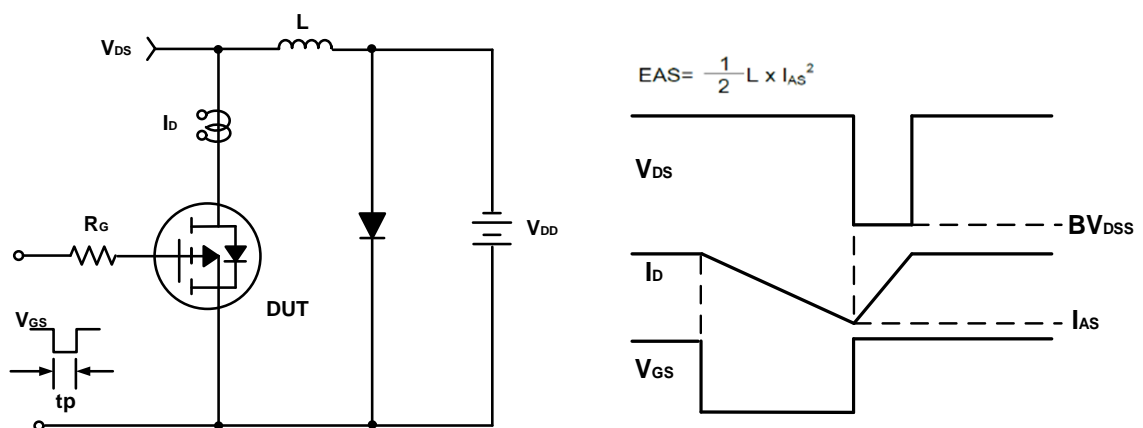 L
VDS
ID
RG
VDD
DUT
VGS
tp
EAS= 1/2 L x IAS²
VDS
BVDSS
ID
IAS
VGS